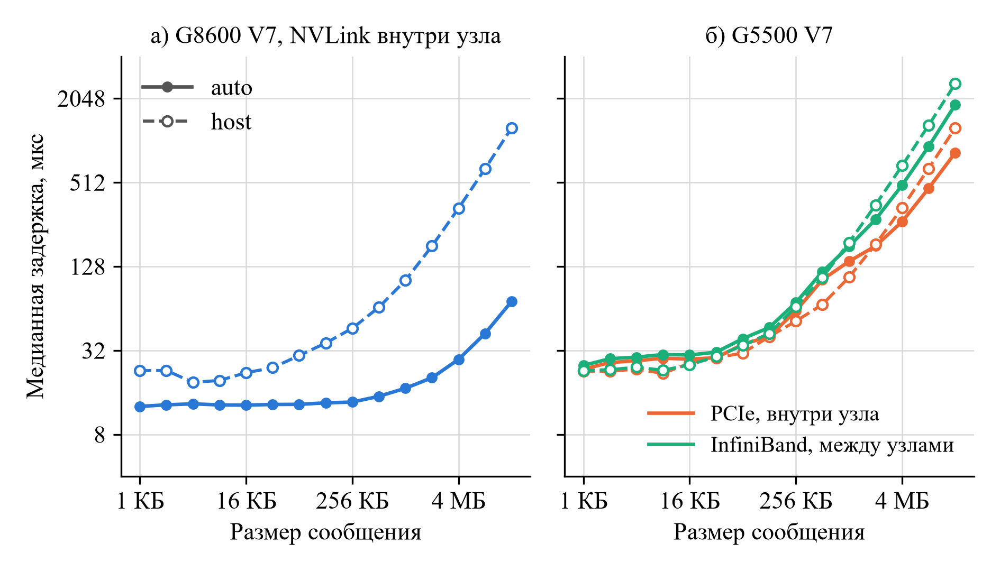 а) G8600 V7, NVLink внутри узла
auto
host
2048
512
128
32
8
Медианная задержка, мкс
1 КБ 16 КБ 256 КБ 4 МБ
Размер сообщения
б) G5500 V7
PCIe, внутри узла
InfiniBand, между узлами
1 КБ 16 КБ 256 КБ 4 МБ
Размер сообщения